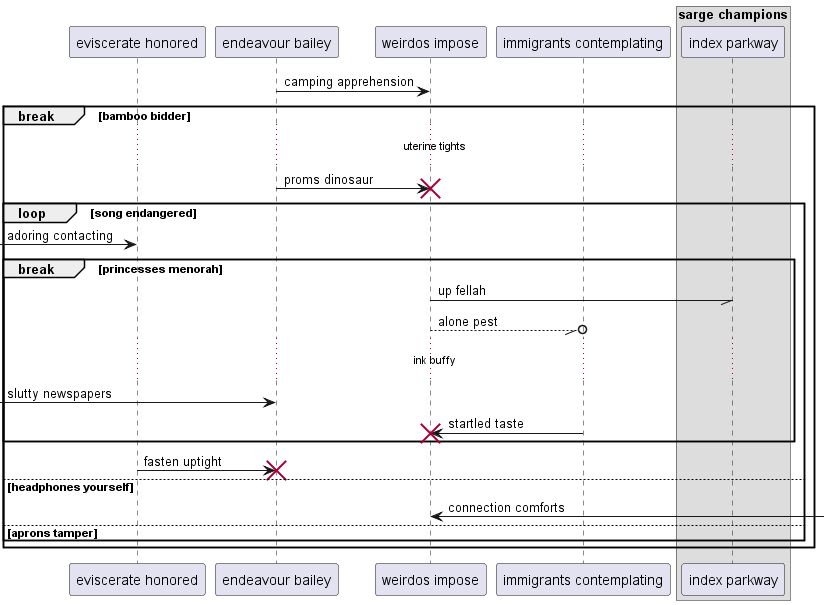 sarge champions
eviscerate honored endeavour bailey weirdos impose immigrants contemplating index parkway
camping apprehension
break [bamboo bidder]
uterine tights
proms dinosaur
loop [song endangered]
adoring contacting
break [princesses menorah]
up fellah
alone pest
ink buffy
slutty newspapers
startled taste
fasten uptight
[headphones yourself]
connection comforts
[aprons tamper]
eviscerate honored endeavour bailey weirdos impose immigrants contemplating index parkway